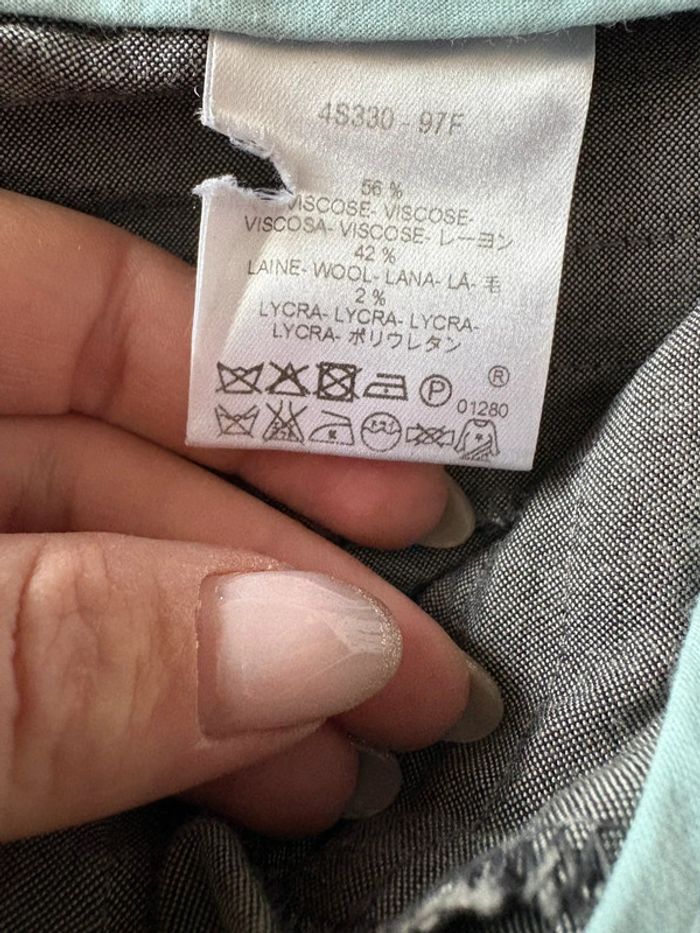 4S330 - 97F
56 %
VISCOSE- VISCOSE-
VISCOSA- VISCOSE- レーヨン
42 %
LAINE- WOOL- LANA- LÃ- 毛
2 %
LYCRA- LYCRA- LYCRA-
LYCRA- ポリウレタン
P ®
01280